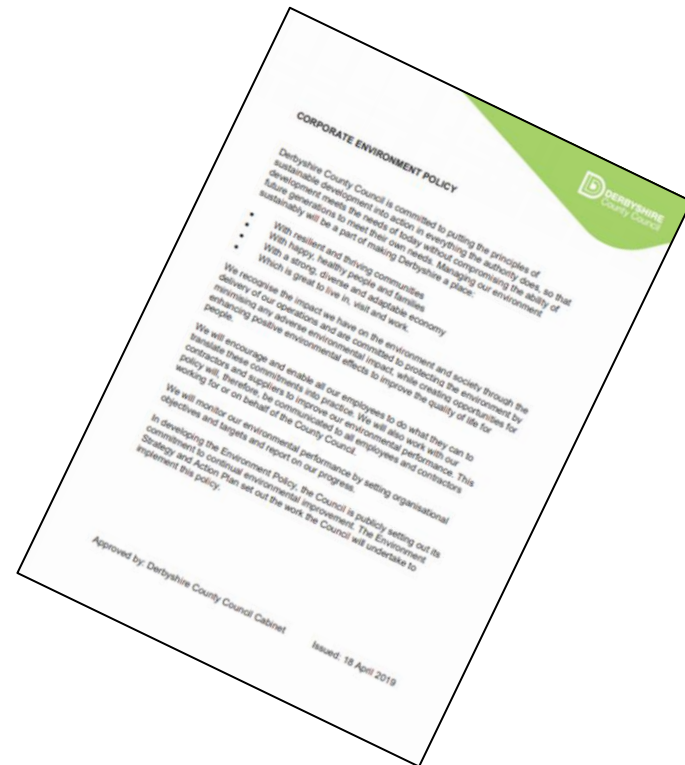 DERBYSHIRE
County Council
CORPORATE ENVIRONMENT POLICY
Derbyshire County Council is committed to putting the principles of
sustainable development into action in everything the authority does, so that
development meets the needs of today without compromising the ability of
future generations to meet their own needs. Managing our environment
sustainably will be a part of making Derbyshire a place:
• With resilient and thriving communities
• With happy, healthy people and families
• With a strong, diverse and adaptable economy
• Which is great to live in, visit and work.
We recognise the impact we have on the environment and society through the
delivery of our operations and are committed to protecting the environment by
minimising any adverse environmental impact, while creating opportunities for
enhancing positive environmental effects to improve the quality of life for
people.
We will encourage and enable all our employees to do what they can to
translate these commitments into practice. We will also work with our
contractors and suppliers to improve our environmental performance. This
policy will, therefore, be communicated to all employees and contractors
working for or on behalf of the County Council.
We will monitor our environmental performance by setting organisational
objectives and targets and report on our progress.
In developing the Environment Policy, the Council is publicly setting out its
commitment to continual environmental improvement. The Environment
Strategy and Action Plan set out the work the Council will undertake to
implement this policy.
Approved by: Derbyshire County Council Cabinet
Issued: 18 April 2019